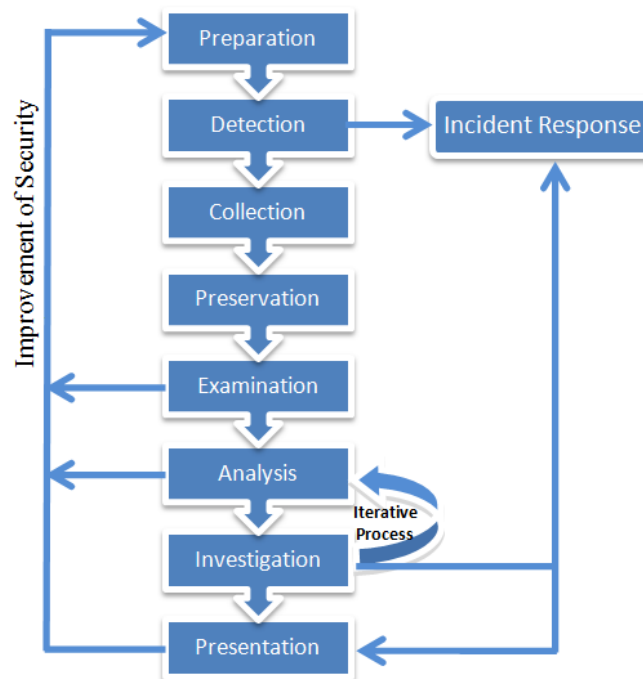 Preparation
Detection
Incident Response
Collection
Preservation
Examination
Analysis
Iterative
Process
Investigation
Presentation
Improvement of Security